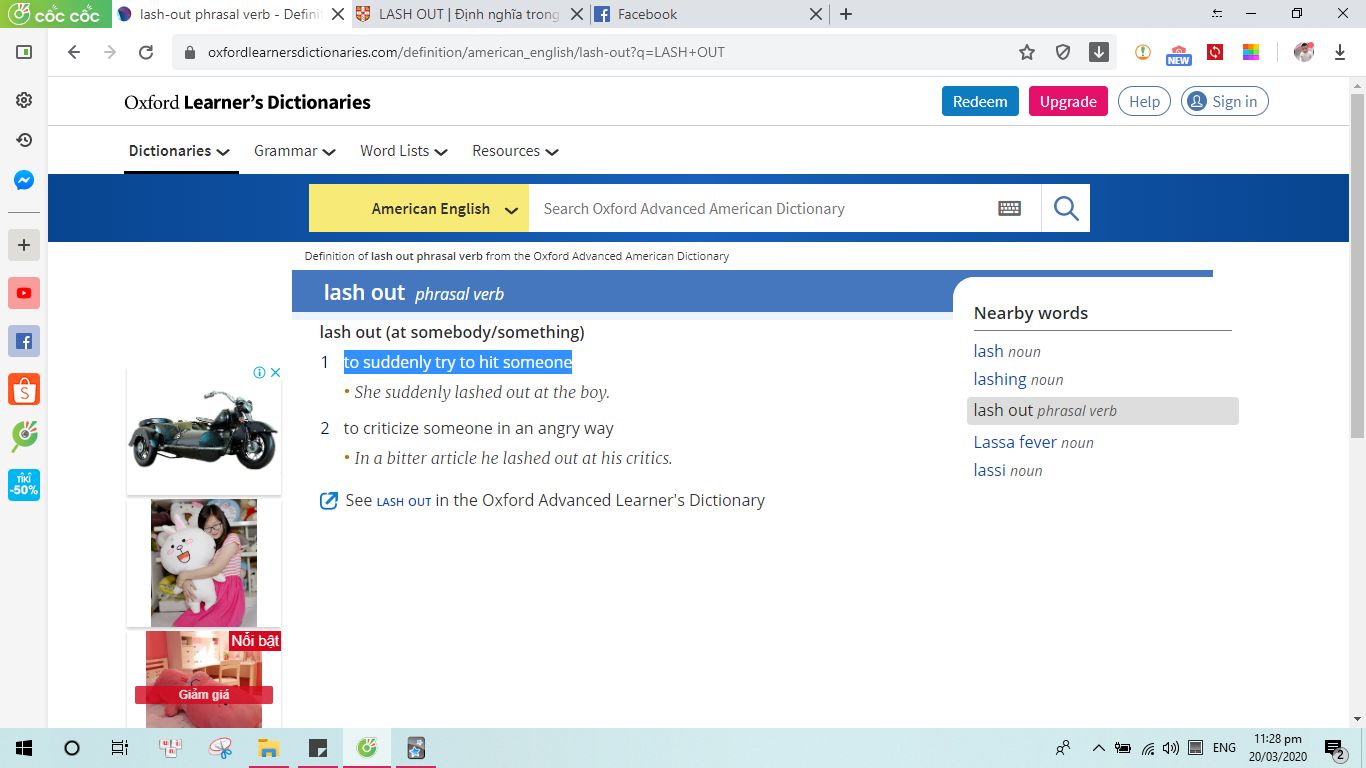 cốc cốc
lash-out phrasal verb - Defini
LASH OUT | Định nghĩa trong
Facebook
oxfordlearnersdictionaries.com/definition/american_english/lash-out?q=LASH+OUT
NEW
Oxford Learner's Dictionaries
Redeem
Upgrade
Help
Sign in
Dictionaries
Grammar
Word Lists
Resources
American English
Search Oxford Advanced American Dictionary
Definition of lash out phrasal verb from the Oxford Advanced American Dictionary
lash out phrasal verb
lash out (at somebody/something)
1 to suddenly try to hit someone
• She suddenly lashed out at the boy.
2 to criticize someone in an angry way
• In a bitter article he lashed out at his critics.
See LASH OUT in the Oxford Advanced Learner's Dictionary
Nearby words
lash noun
lashing noun
lash out phrasal verb
Lassa fever noun
lassi noun
TIKI
-50%
Nổi bật
Giảm giá
ENG
11:28 pm
20/03/2020
2